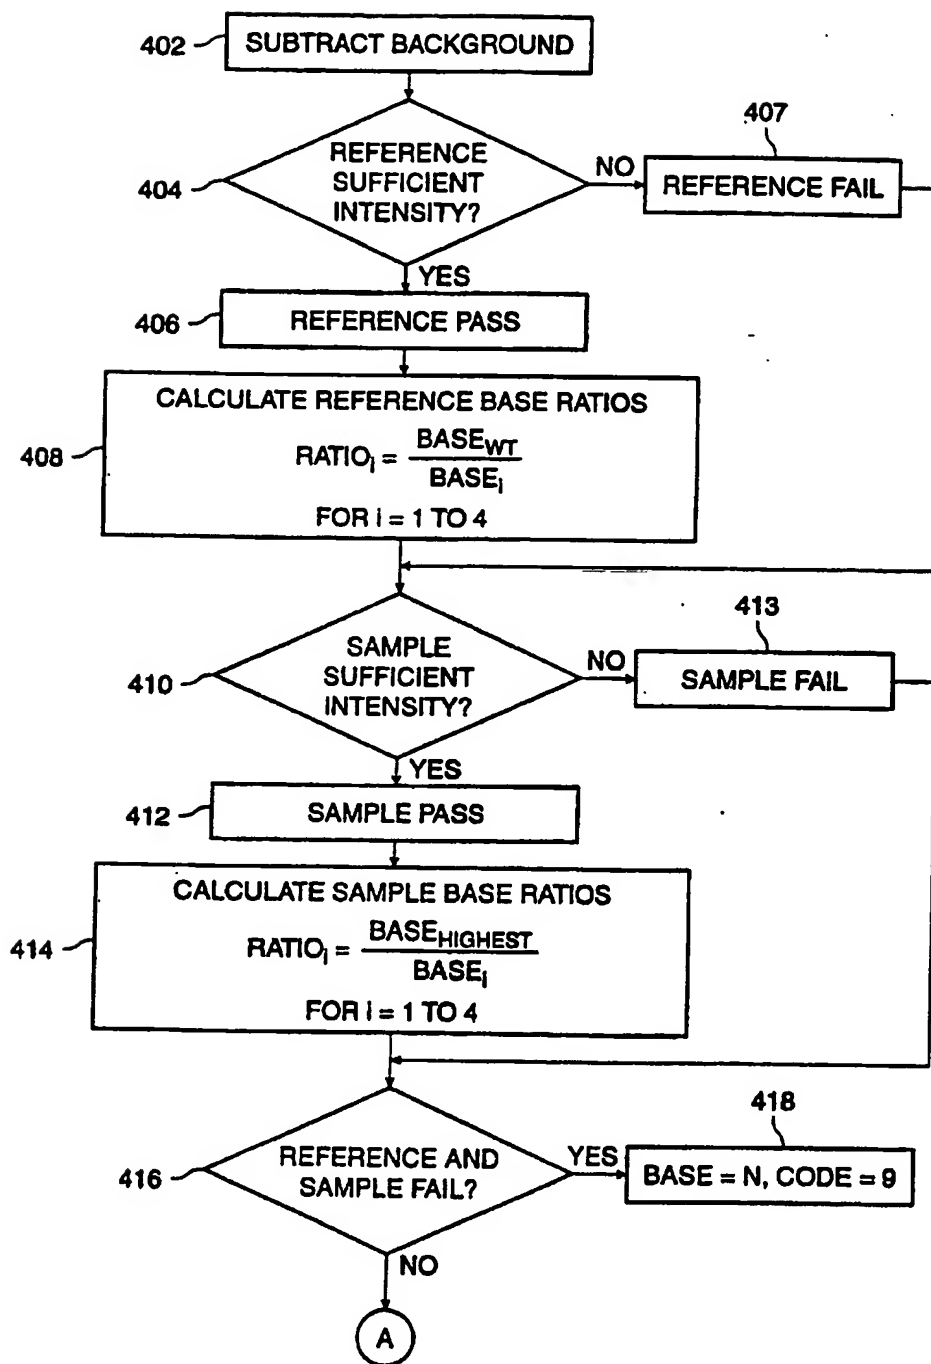 402
SUBTRACT BACKGROUND
407
404
REFERENCE
SUFFICIENT
INTENSITY?
NO
REFERENCE FAIL
YES
406
REFERENCE PASS
408
CALCULATE REFERENCE BASE RATIOS
RATIOi = BASEWT
BASEi
FOR i = 1 TO 4
413
410
SAMPLE
SUFFICIENT
INTENSITY?
NO
SAMPLE FAIL
YES
412
SAMPLE PASS
414
CALCULATE SAMPLE BASE RATIOS
RATIOi = BASEHIGHEST
BASEi
FOR i = 1 TO 4
418
416
REFERENCE AND
SAMPLE FAIL?
YES
BASE = N, CODE = 9
NO
A